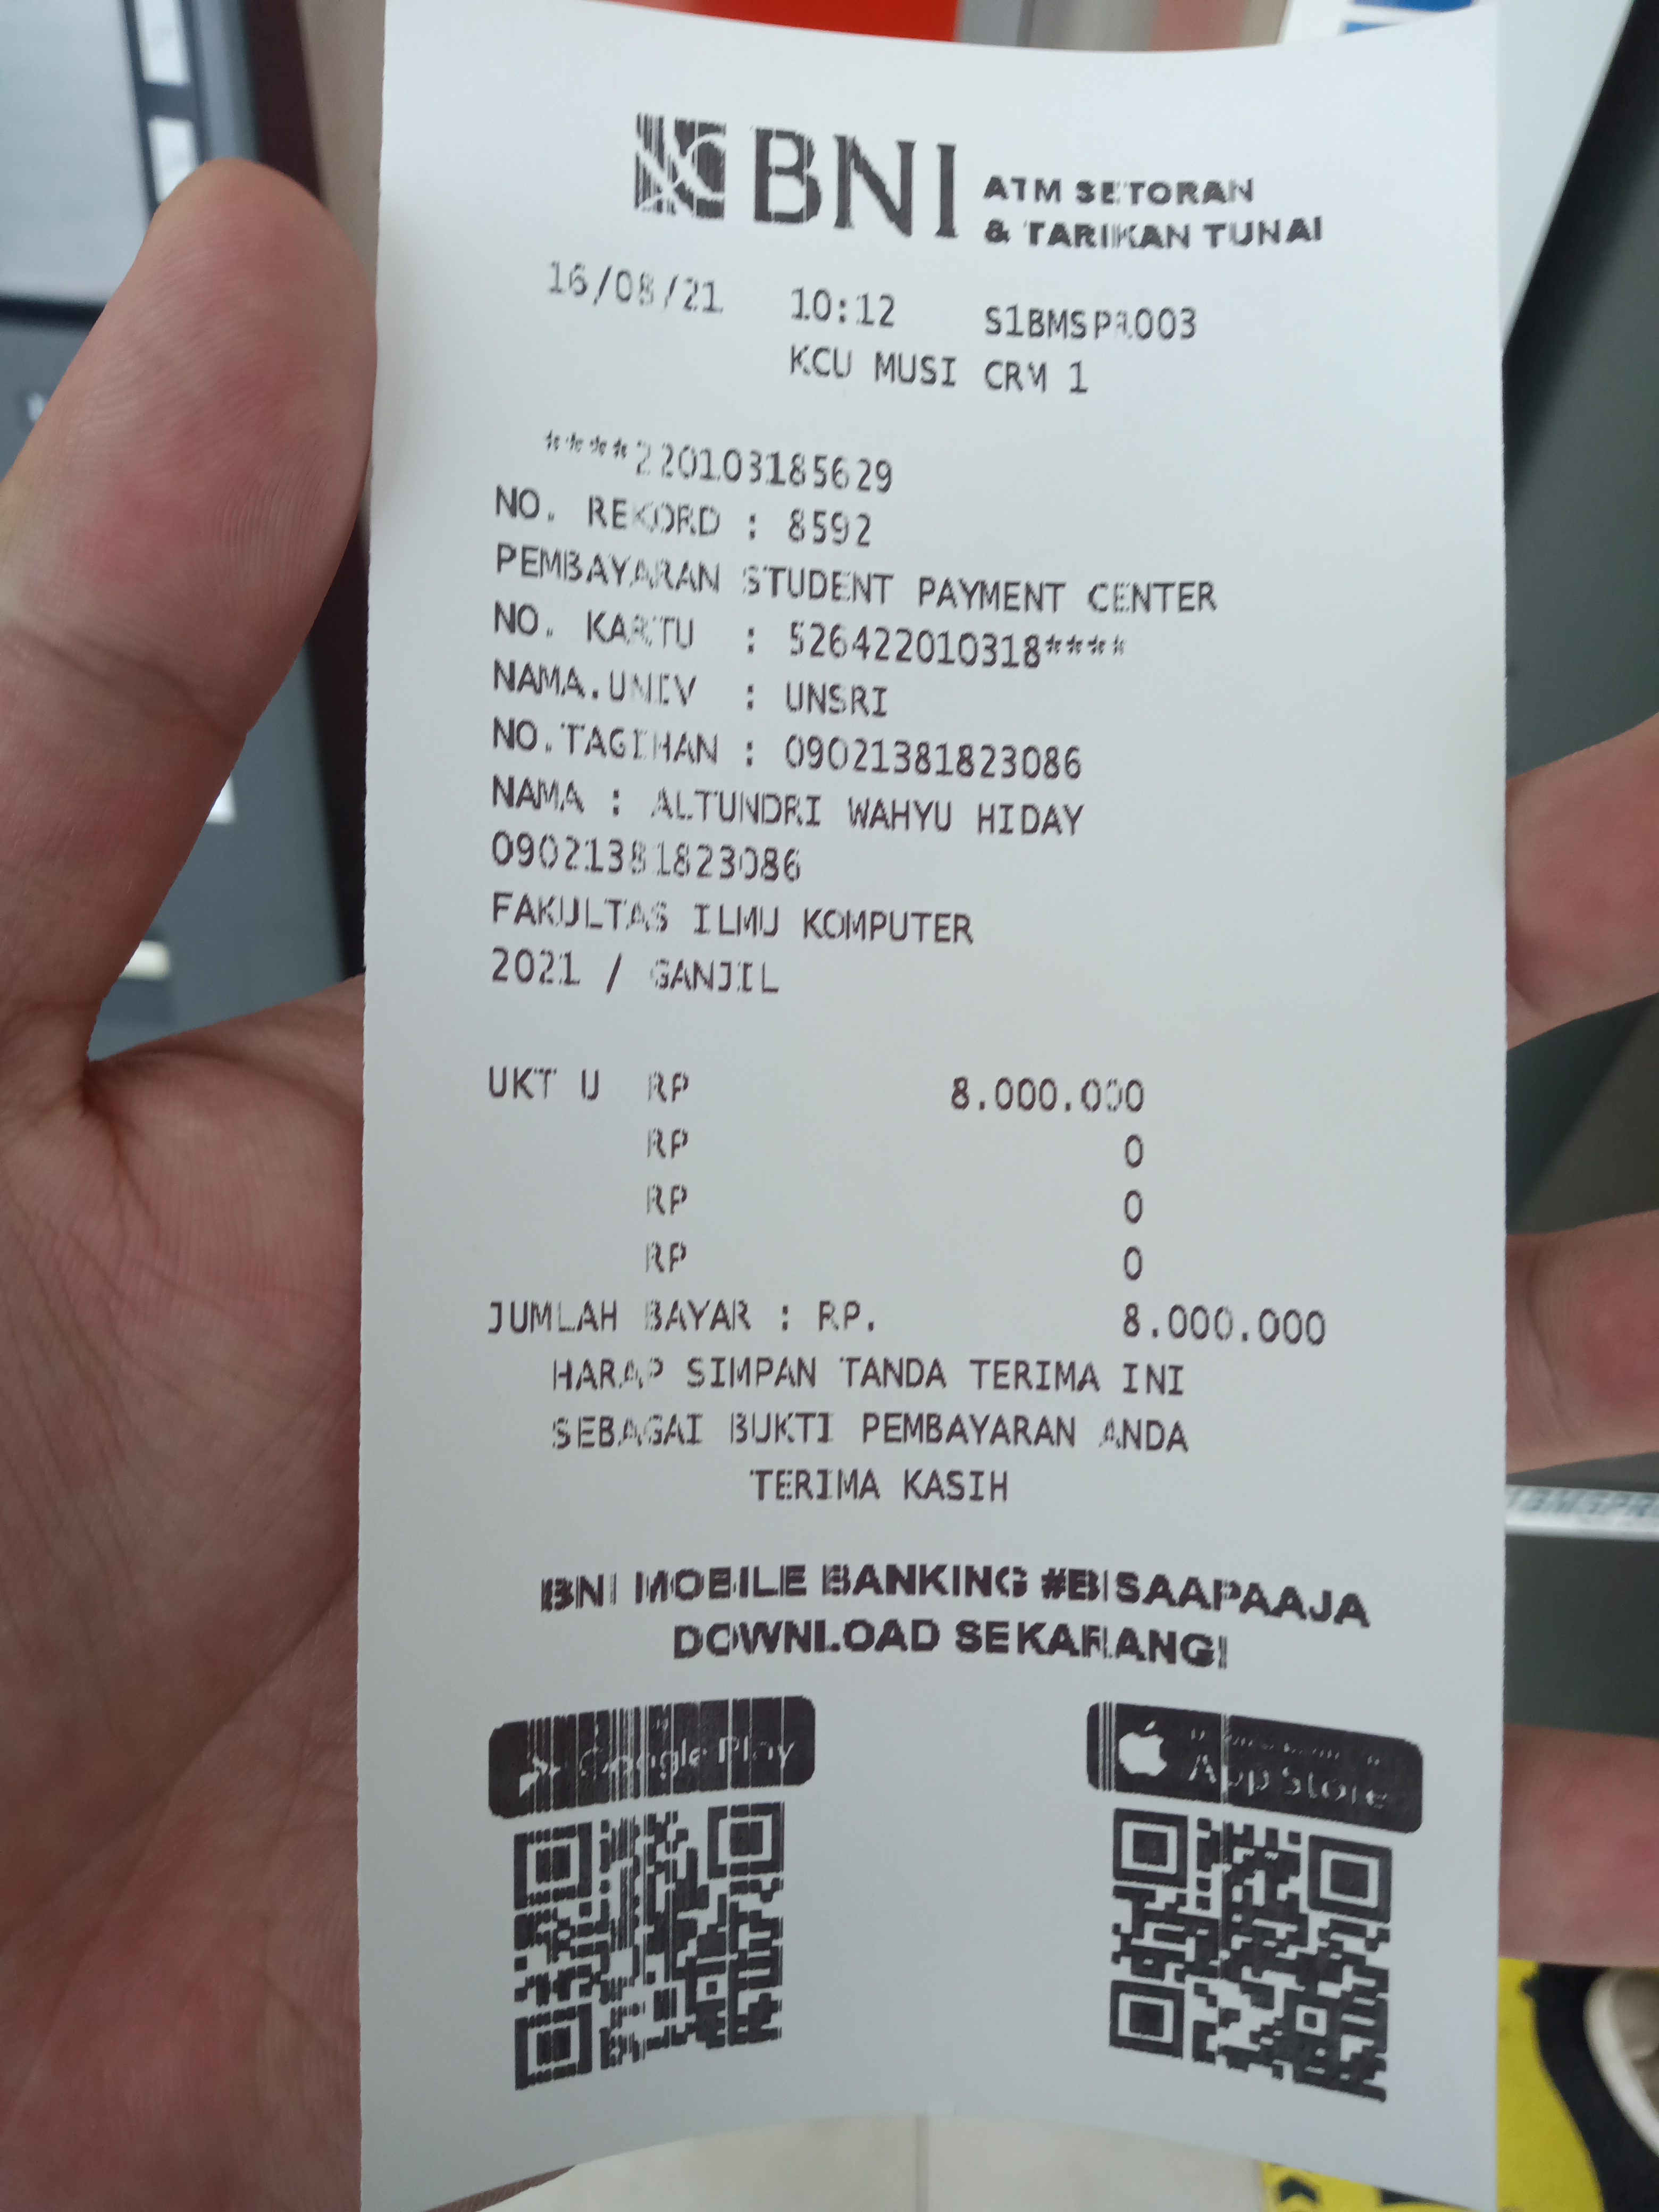 BNI ATM SETORAN
& TARIKAN TUNAI
16/08/21 10:12 S1BMSPR003
KCU MUSI CRM 1
****220103185629
NO. REKORD : 8592
PEMBAYARAN STUDENT PAYMENT CENTER
NO. KARTU : 526422010318****
NAMA.UNIV : UNSRI
NO.TAGIHAN : 09021381823086
NAMA : ALTUNDRI WAHYU HIDAY
09021381823086
FAKULTAS ILMU KOMPUTER
2021 / GANJIL
UKT U RP 8.000.000
RP 0
RP 0
RP 0
JUMLAH BAYAR : RP. 8.000.000
HARAP SIMPAN TANDA TERIMA INI
SEBAGAI BUKTI PEMBAYARAN ANDA
TERIMA KASIH
BNI MOBILE BANKING #BISAAPAAJA
DOWNLOAD SEKARANG!
Google Play
App Store